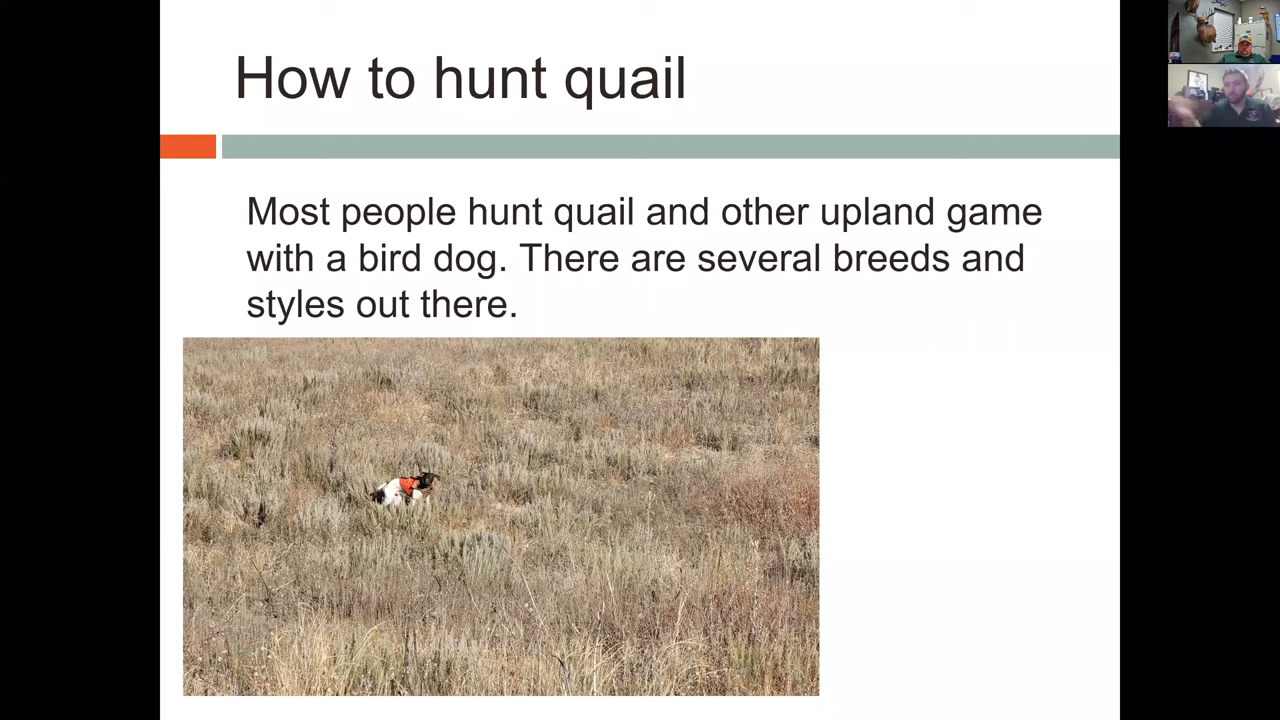 How to hunt quail
Most people hunt quail and other upland game
with a bird dog. There are several breeds and
styles out there.